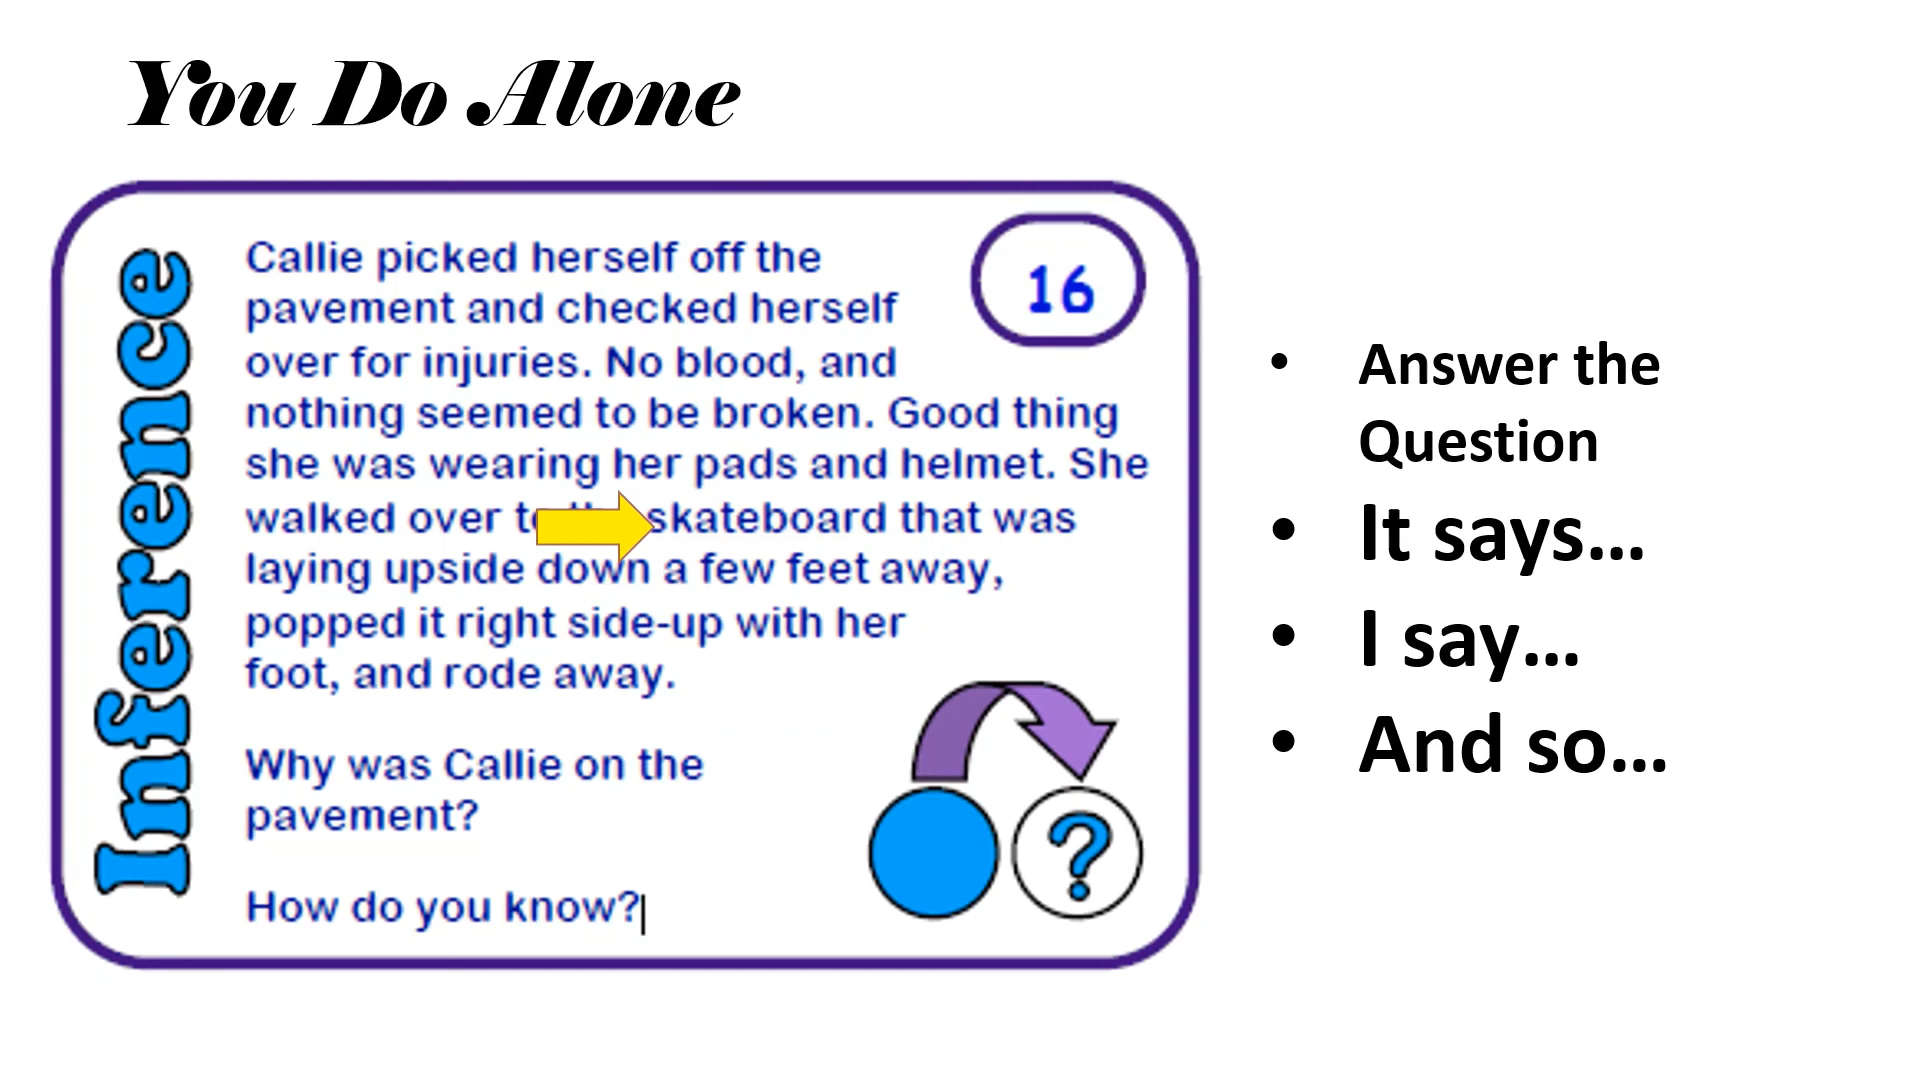 You Do Alone
Inference
16
Callie picked herself off the
pavement and checked herself
over for injuries. No blood, and
nothing seemed to be broken. Good thing
she was wearing her pads and helmet. She
walked over to skateboard that was
laying upside down a few feet away,
popped it right side-up with her
foot, and rode away.
Why was Callie on the
pavement?
How do you know?
?
• Answer the
Question
• It says...
• I say...
• And so...